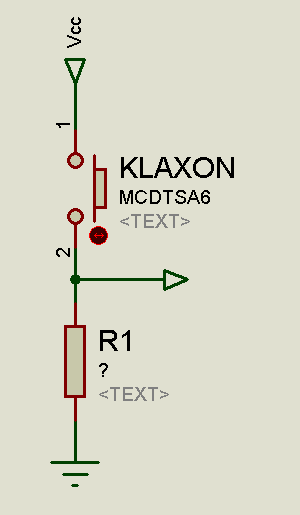 Vcc
1
KLAXON
MCDTSA6
<TEXT>
2
R1
?
<TEXT>